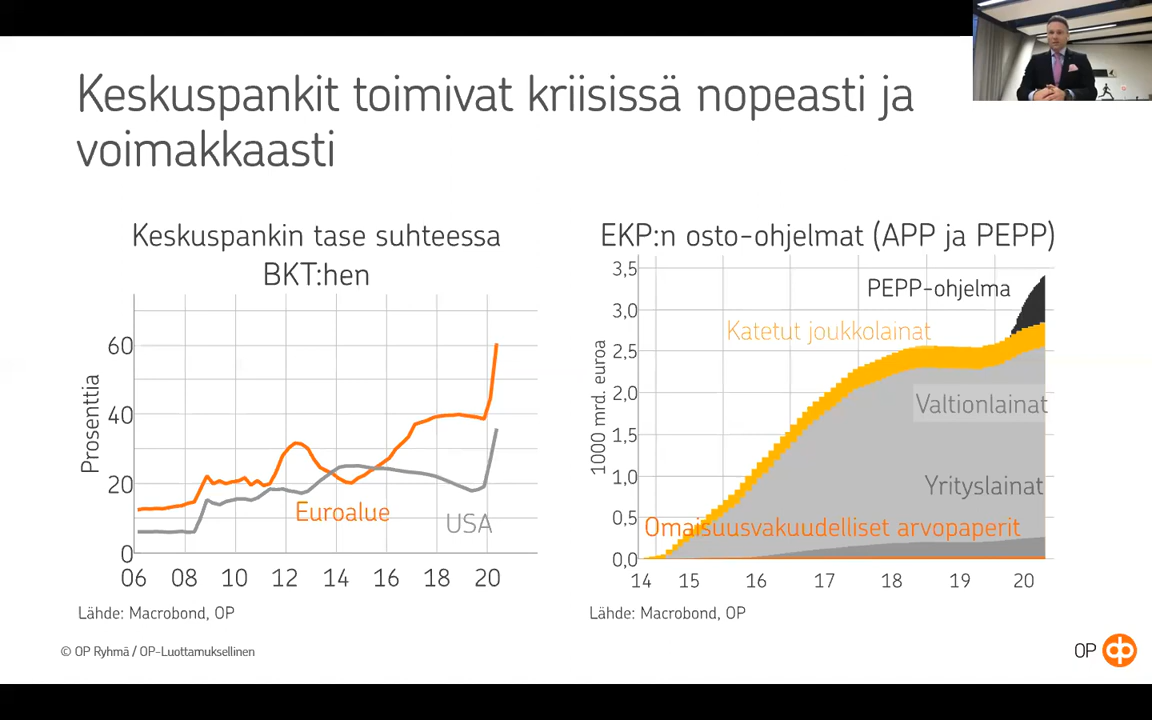 Keskuspankit toimivat kriisissä nopeasti ja
voimakkaasti
Keskuspankin tase suhteessa
BKT:hen
Prosenttia
60
40
20
0
06 08 10 12 14 16 18 20
Euroalue
USA
Lähde: Macrobond, OP
EKP:n osto-ohjelmat (APP ja PEPP)
1000 mrd. euroa
3,5
3,0
2,5
2,0
1,5
1,0
0,5
0,0
14 15 16 17 18 19 20
PEPP-ohjelma
Katetut joukkolainat
Valtionlainat
Yrityslainat
Omaisuusvakuudelliset arvopaperit
Lähde: Macrobond, OP
© OP Ryhmä / OP-Luottamuksellinen
OP